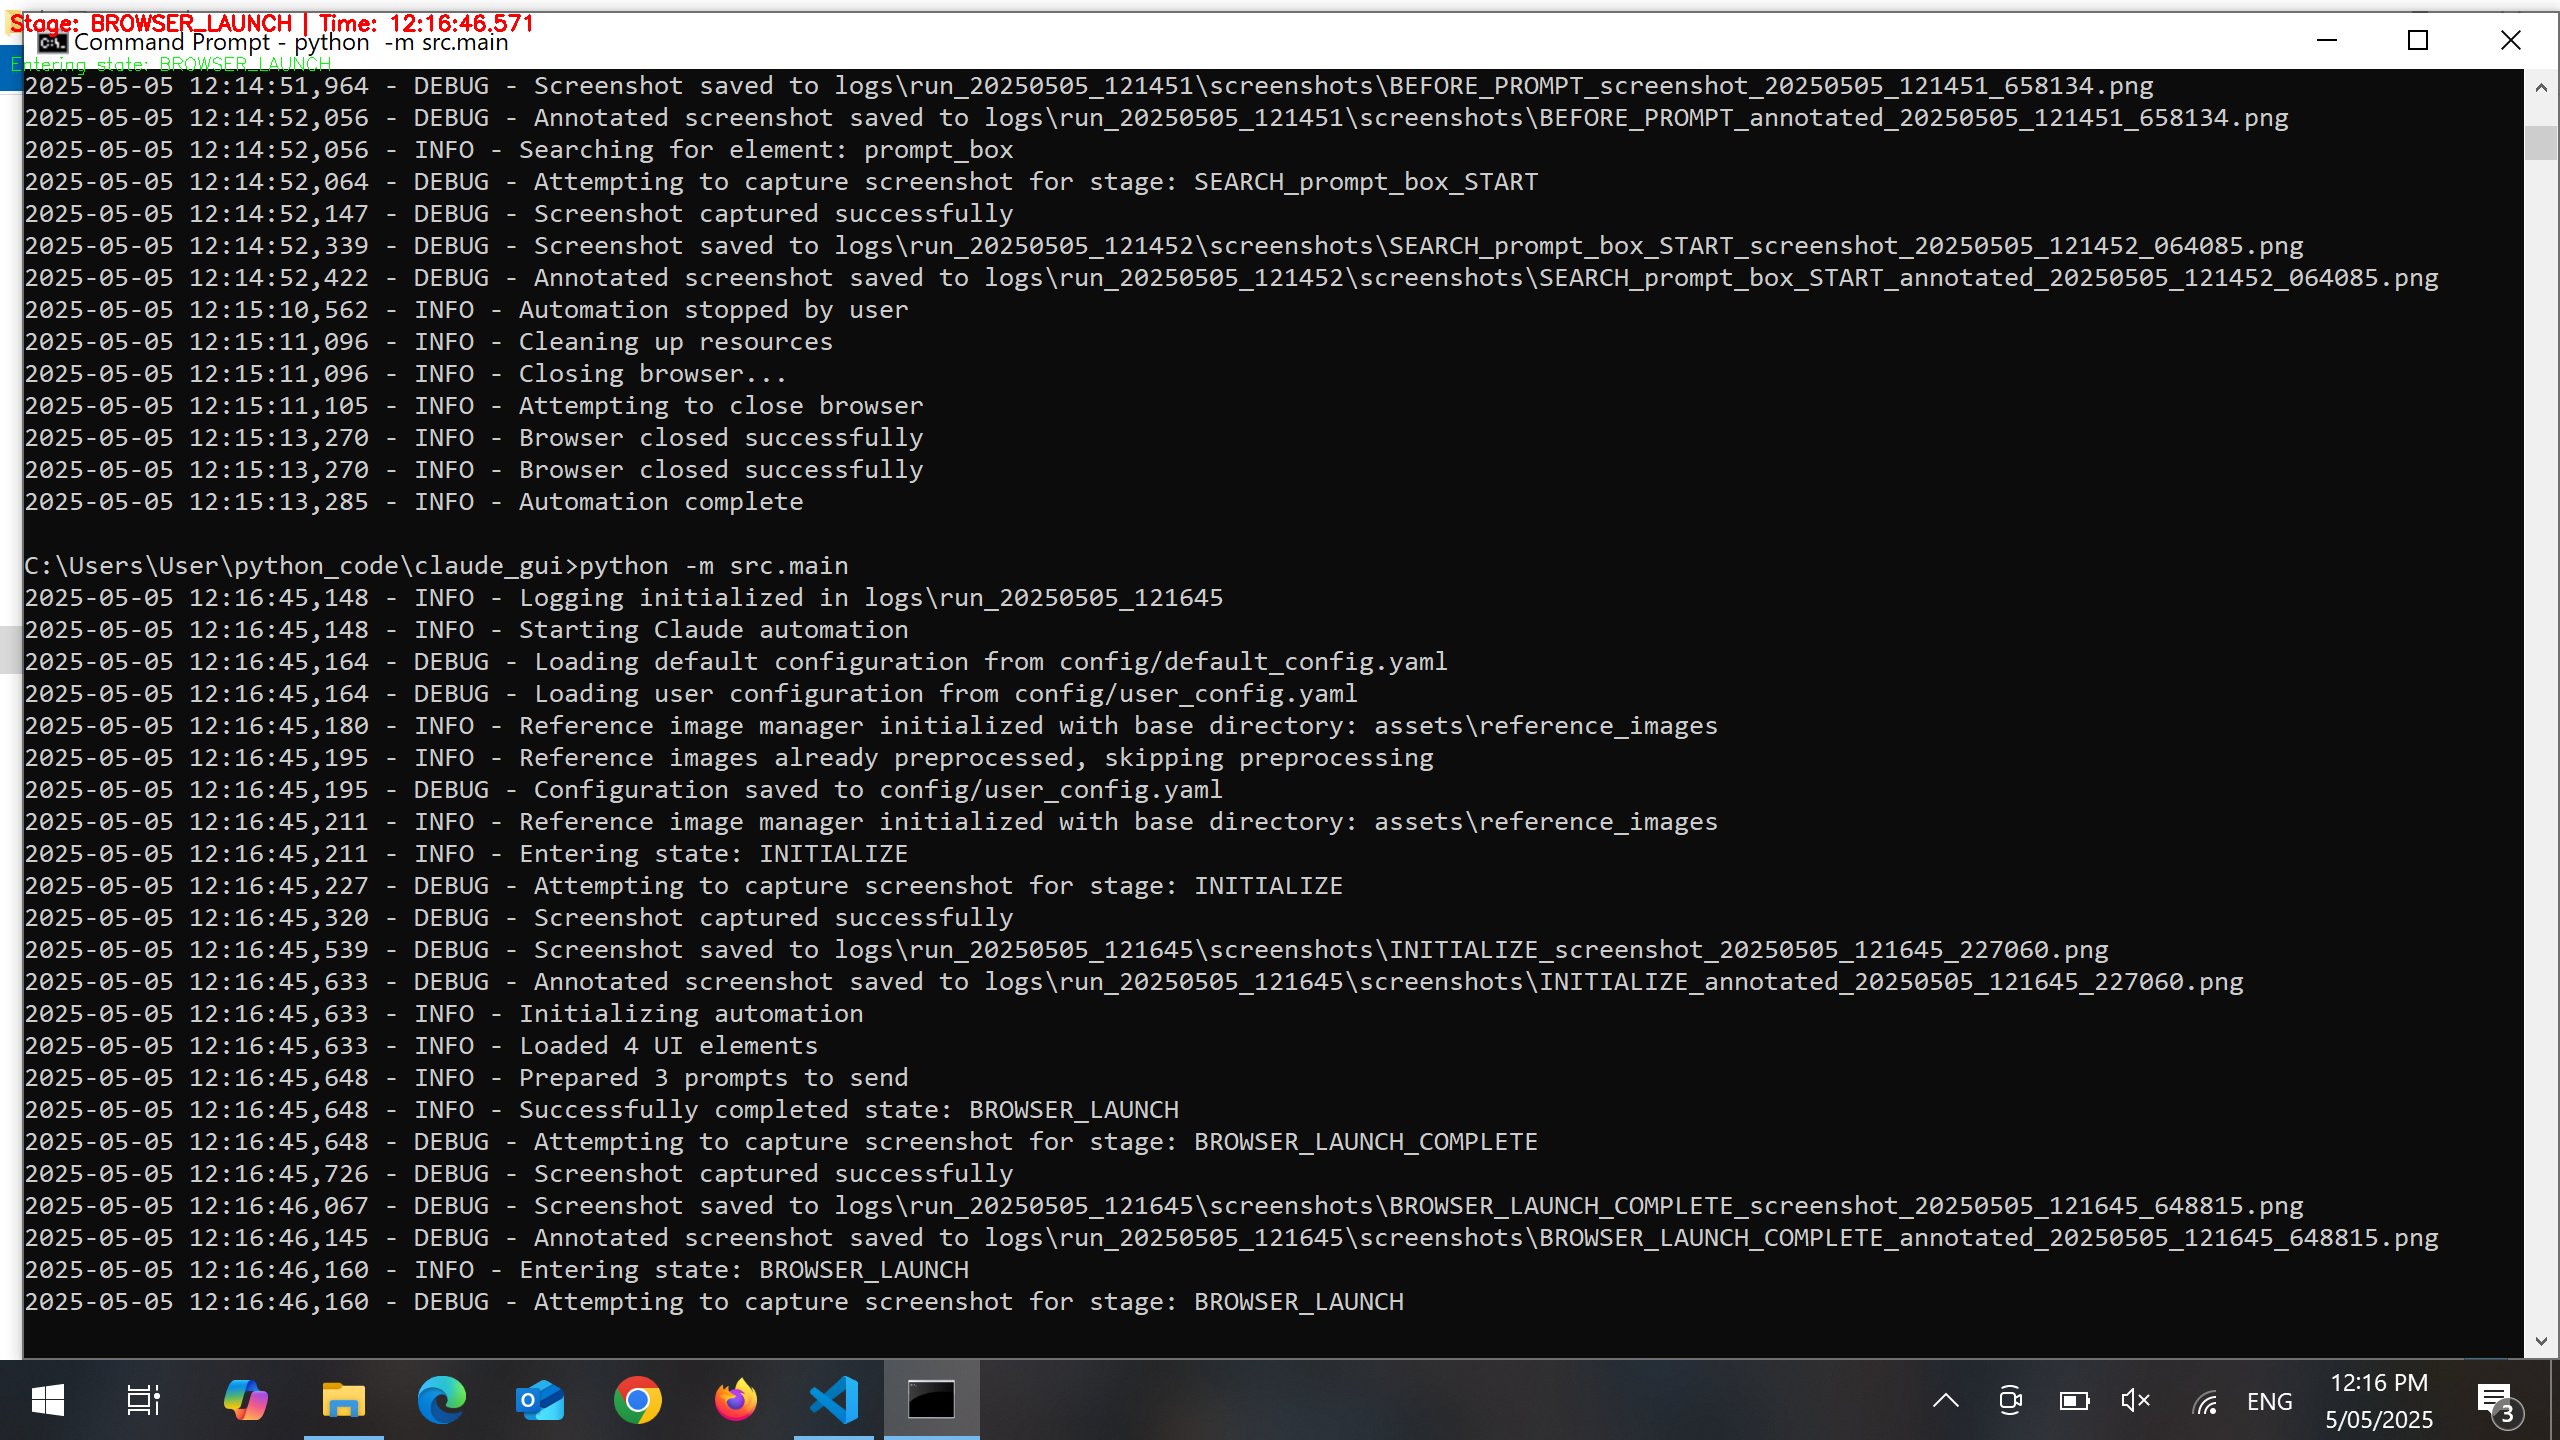 Stage: BROWSER_LAUNCH | Time: 12:16:46.571
Command Prompt - python  -m src.main
Entering state: BROWSER_LAUNCH
2025-05-05 12:14:51,964 - DEBUG - Screenshot saved to logs\run_20250505_121451\screenshots\BEFORE_PROMPT_screenshot_20250505_121451_658134.png
2025-05-05 12:14:52,056 - DEBUG - Annotated screenshot saved to logs\run_20250505_121451\screenshots\BEFORE_PROMPT_annotated_20250505_121451_658134.png
2025-05-05 12:14:52,056 - INFO - Searching for element: prompt_box
2025-05-05 12:14:52,064 - DEBUG - Attempting to capture screenshot for stage: SEARCH_prompt_box_START
2025-05-05 12:14:52,147 - DEBUG - Screenshot captured successfully
2025-05-05 12:14:52,339 - DEBUG - Screenshot saved to logs\run_20250505_121452\screenshots\SEARCH_prompt_box_START_screenshot_20250505_121452_064085.png
2025-05-05 12:14:52,422 - DEBUG - Annotated screenshot saved to logs\run_20250505_121452\screenshots\SEARCH_prompt_box_START_annotated_20250505_121452_064085.png
2025-05-05 12:15:10,562 - INFO - Automation stopped by user
2025-05-05 12:15:11,096 - INFO - Cleaning up resources
2025-05-05 12:15:11,096 - INFO - Closing browser...
2025-05-05 12:15:11,105 - INFO - Attempting to close browser
2025-05-05 12:15:13,270 - INFO - Browser closed successfully
2025-05-05 12:15:13,270 - INFO - Browser closed successfully
2025-05-05 12:15:13,285 - INFO - Automation complete
C:\Users\User\python_code\claude_gui>python -m src.main
2025-05-05 12:16:45,148 - INFO - Logging initialized in logs\run_20250505_121645
2025-05-05 12:16:45,148 - INFO - Starting Claude automation
2025-05-05 12:16:45,164 - DEBUG - Loading default configuration from config/default_config.yaml
2025-05-05 12:16:45,164 - DEBUG - Loading user configuration from config/user_config.yaml
2025-05-05 12:16:45,180 - INFO - Reference image manager initialized with base directory: assets\reference_images
2025-05-05 12:16:45,195 - INFO - Reference images already preprocessed, skipping preprocessing
2025-05-05 12:16:45,195 - DEBUG - Configuration saved to config/user_config.yaml
2025-05-05 12:16:45,211 - INFO - Reference image manager initialized with base directory: assets\reference_images
2025-05-05 12:16:45,211 - INFO - Entering state: INITIALIZE
2025-05-05 12:16:45,227 - DEBUG - Attempting to capture screenshot for stage: INITIALIZE
2025-05-05 12:16:45,320 - DEBUG - Screenshot captured successfully
2025-05-05 12:16:45,539 - DEBUG - Screenshot saved to logs\run_20250505_121645\screenshots\INITIALIZE_screenshot_20250505_121645_227060.png
2025-05-05 12:16:45,633 - DEBUG - Annotated screenshot saved to logs\run_20250505_121645\screenshots\INITIALIZE_annotated_20250505_121645_227060.png
2025-05-05 12:16:45,633 - INFO - Initializing automation
2025-05-05 12:16:45,633 - INFO - Loaded 4 UI elements
2025-05-05 12:16:45,648 - INFO - Prepared 3 prompts to send
2025-05-05 12:16:45,648 - INFO - Successfully completed state: BROWSER_LAUNCH
2025-05-05 12:16:45,648 - DEBUG - Attempting to capture screenshot for stage: BROWSER_LAUNCH_COMPLETE
2025-05-05 12:16:45,726 - DEBUG - Screenshot captured successfully
2025-05-05 12:16:46,067 - DEBUG - Screenshot saved to logs\run_20250505_121645\screenshots\BROWSER_LAUNCH_COMPLETE_screenshot_20250505_121645_648815.png
2025-05-05 12:16:46,145 - DEBUG - Annotated screenshot saved to logs\run_20250505_121645\screenshots\BROWSER_LAUNCH_COMPLETE_annotated_20250505_121645_648815.png
2025-05-05 12:16:46,160 - INFO - Entering state: BROWSER_LAUNCH
2025-05-05 12:16:46,160 - DEBUG - Attempting to capture screenshot for stage: BROWSER_LAUNCH
ENG
12:16 PM
5/05/2025
3